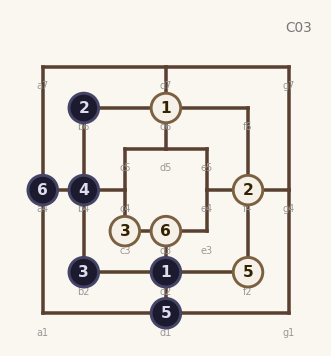 C03
a7 d7 g7
2 1
b6 d6 f6
c5 d5 e5
6 4 2
a4 b4 c4 e4 f4 g4
3 6
c3 d3 e3
3 1 5
b2 d2 f2
5
a1 d1 g1